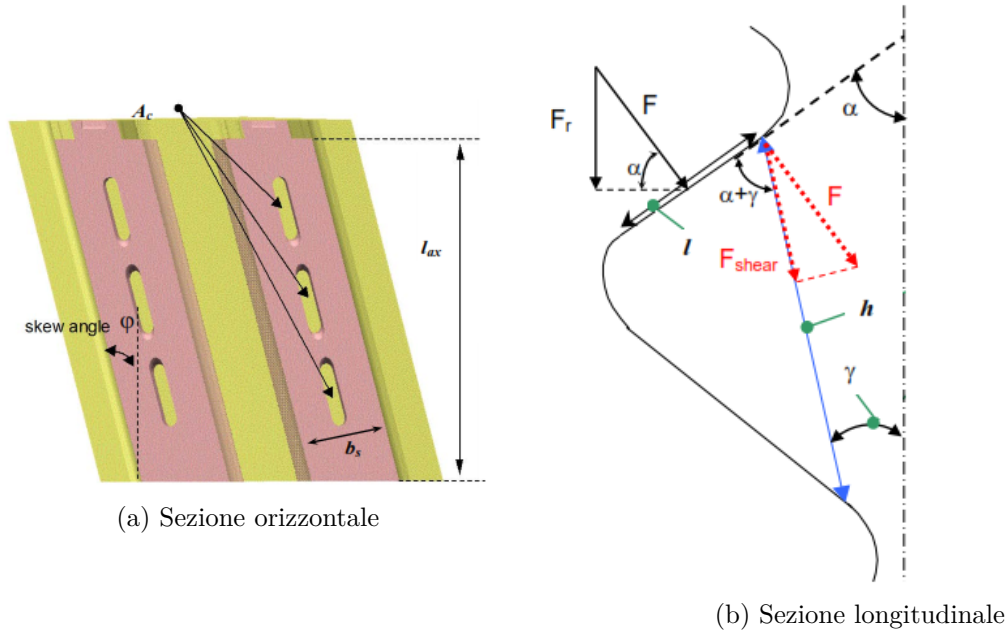 A_c
l_ax
skew angle
φ
b_s
(a) Sezione orizzontale
F_r
F
α
α
α+γ
l
F
F_shear
h
γ
(b) Sezione longitudinale